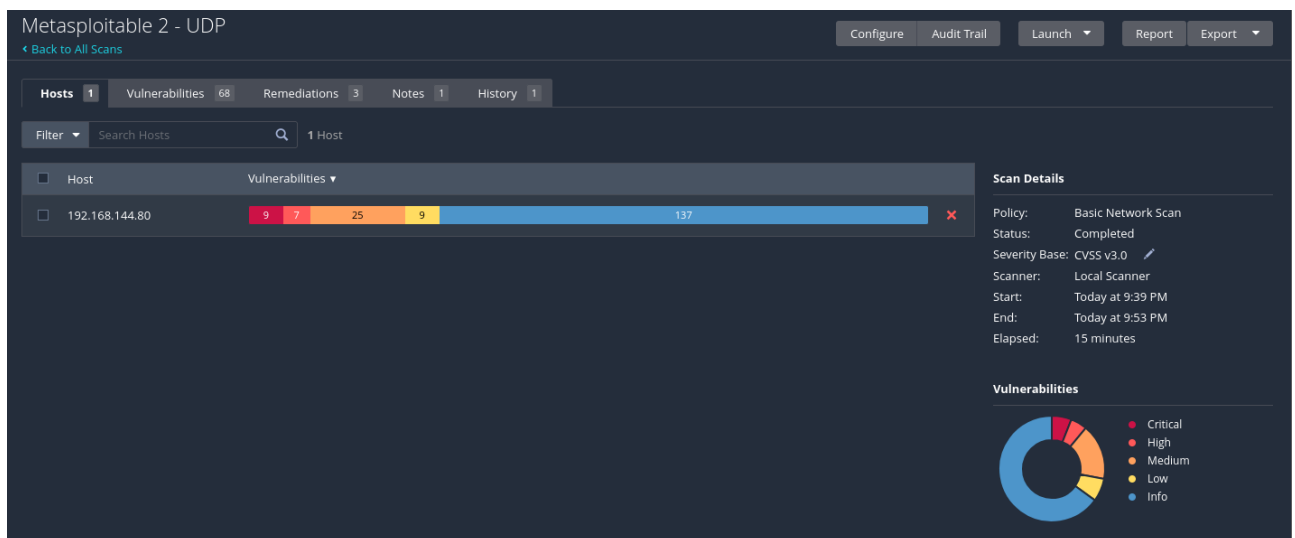 Metasploitable 2 - UDP
‹ Back to All Scans
Configure Audit Trail Launch ▼ Report Export ▼
Hosts 1 Vulnerabilities 68 Remediations 3 Notes 1 History 1
Filter ▼ Search Hosts 1 Host
Host Vulnerabilities ▼
192.168.144.80 9 7 25 9 137 ×
Scan Details
Policy: Basic Network Scan
Status: Completed
Severity Base: CVSS v3.0
Scanner: Local Scanner
Start: Today at 9:39 PM
End: Today at 9:53 PM
Elapsed: 15 minutes
Vulnerabilities
Critical
High
Medium
Low
Info